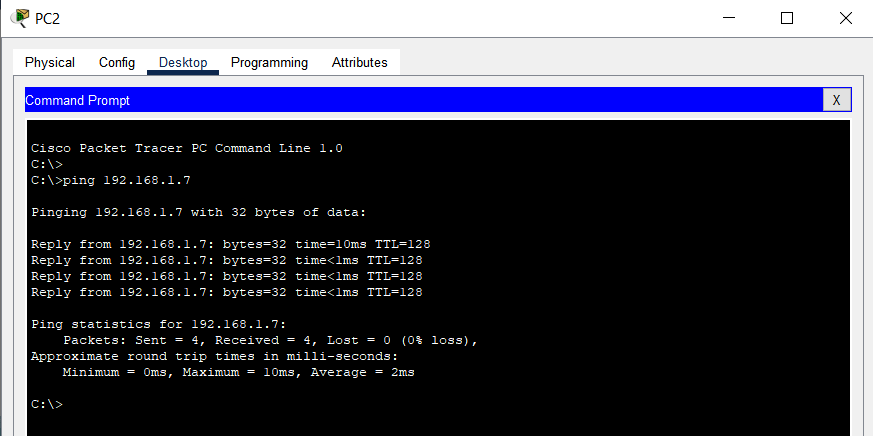 PC2
Physical Config Desktop Programming Attributes
Command Prompt X
Cisco Packet Tracer PC Command Line 1.0
C:\>
C:\>ping 192.168.1.7
Pinging 192.168.1.7 with 32 bytes of data:
Reply from 192.168.1.7: bytes=32 time=10ms TTL=128
Reply from 192.168.1.7: bytes=32 time<1ms TTL=128
Reply from 192.168.1.7: bytes=32 time<1ms TTL=128
Reply from 192.168.1.7: bytes=32 time<1ms TTL=128
Ping statistics for 192.168.1.7:
Packets: Sent = 4, Received = 4, Lost = 0 (0% loss),
Approximate round trip times in milli-seconds:
Minimum = 0ms, Maximum = 10ms, Average = 2ms
C:\>